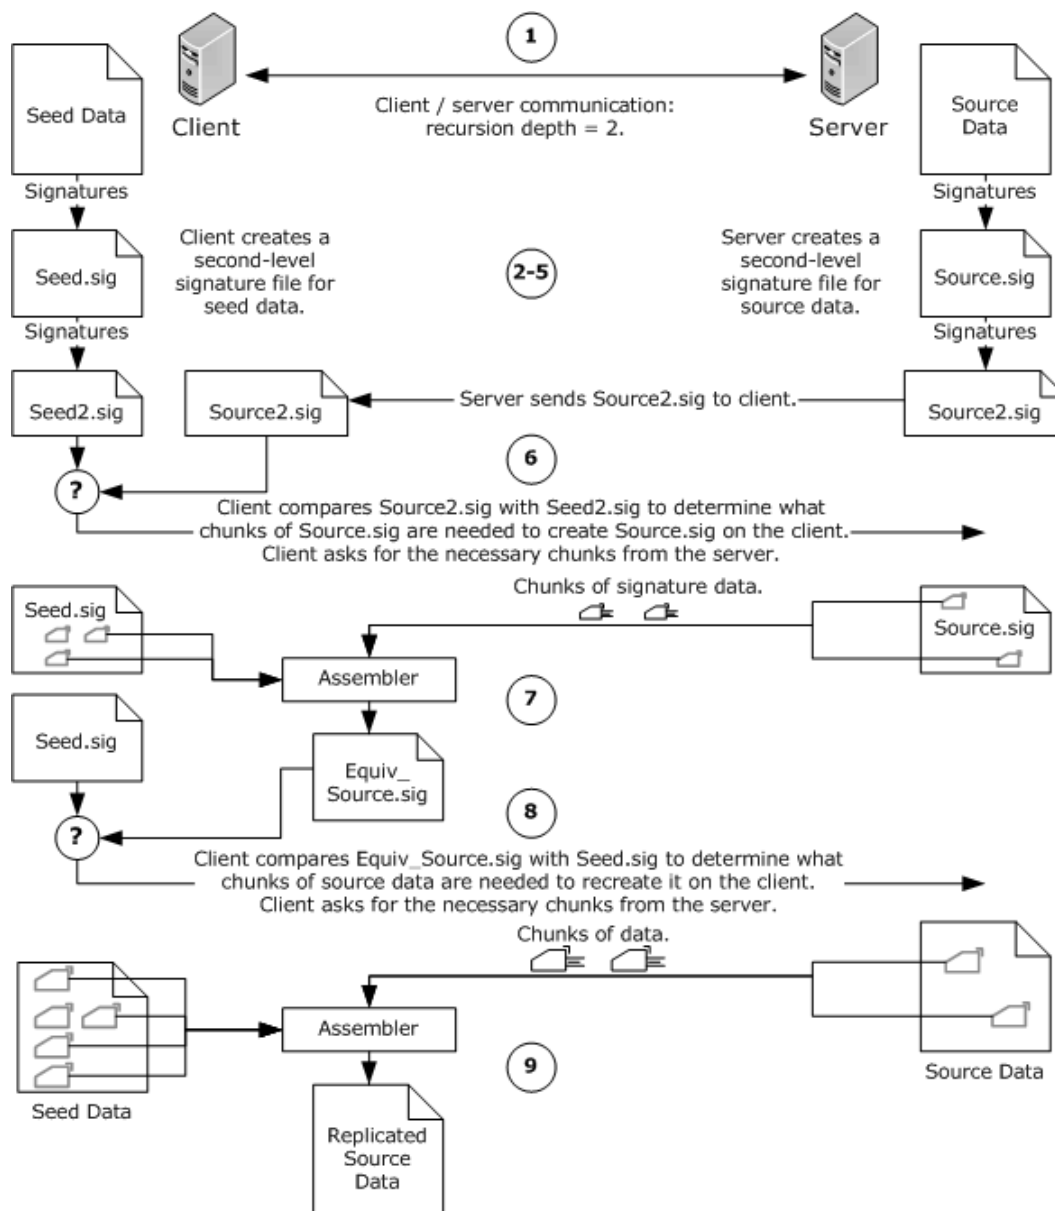 1
Seed Data
Client
Client / server communication:
recursion depth = 2.
Server
Source
Data
Signatures
Signatures
Seed.sig
Client creates a
second-level
signature file for
seed data.
2-5
Server creates a
second-level
signature file for
source data.
Source.sig
Signatures
Signatures
Seed2.sig
Source2.sig
Server sends Source2.sig to client.
Source2.sig
6
?
Client compares Source2.sig with Seed2.sig to determine what
chunks of Source.sig are needed to create Source.sig on the client.
Client asks for the necessary chunks from the server.
Seed.sig
Chunks of signature data.
Source.sig
Assembler
7
Seed.sig
Equiv_
Source.sig
8
?
Client compares Equiv_Source.sig with Seed.sig to determine what
chunks of source data are needed to recreate it on the client.
Client asks for the necessary chunks from the server.
Chunks of data.
Assembler
9
Seed Data
Source Data
Replicated
Source
Data